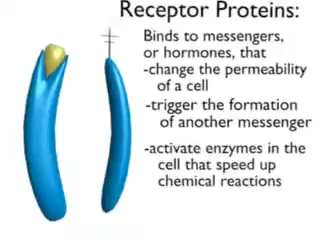 Receptor Proteins:
Binds to messengers,
or hormones, that
-change the permeability
of a cell
-trigger the formation
of another messenger
-activate enzymes in the
cell that speed up
chemical reactions